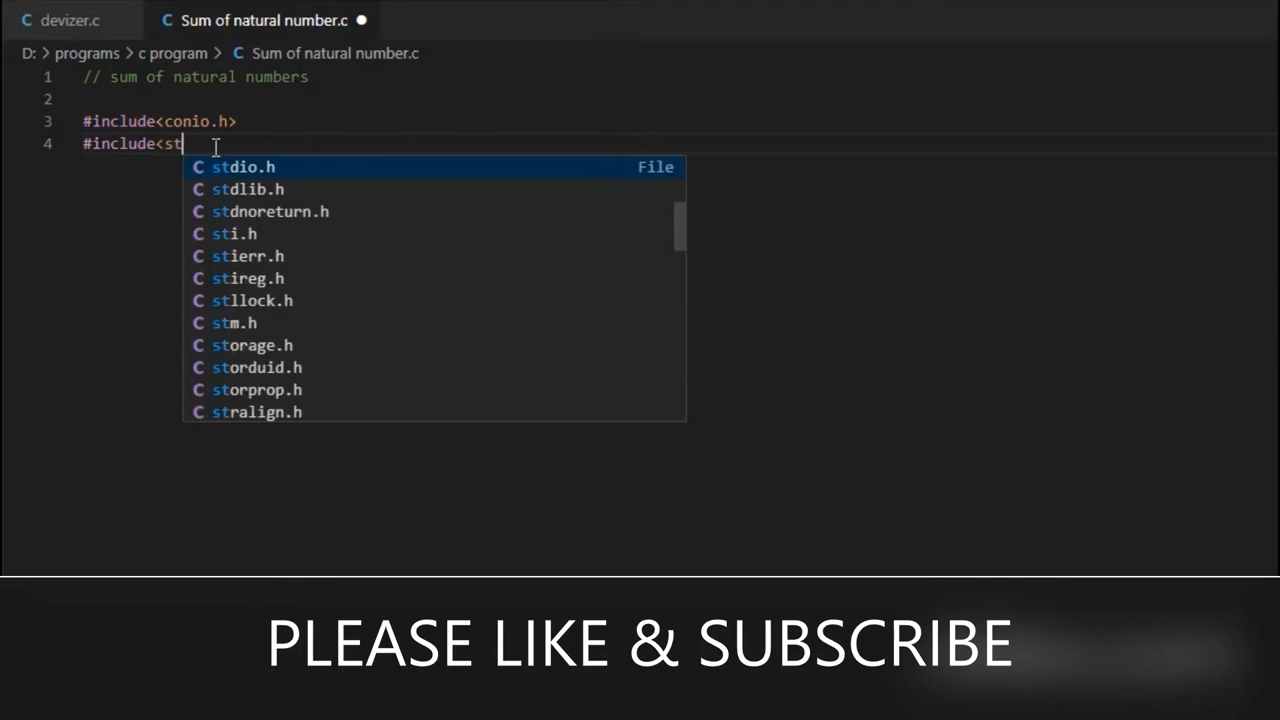 C devizer.c C Sum of natural number.c ●
D: > programs > c program > C Sum of natural number.c
1 // sum of natural numbers
2
3 #include<conio.h>
4 #include<st
C stdio.h File
C stdlib.h
C stdnoreturn.h
C sti.h
C stierr.h
C stireg.h
C stllock.h
C stm.h
C storage.h
C storduid.h
C storprop.h
C stralign.h
PLEASE LIKE & SUBSCRIBE